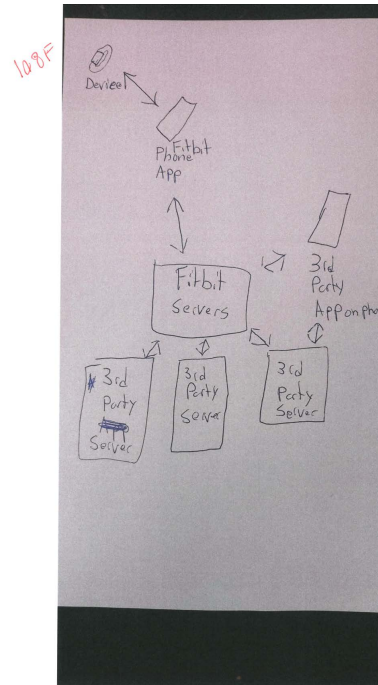 108F
Device
Fitbit
Phone
App
Fitbit
Servers
3rd
Party
App on pho
3rd
Party
Server
3rd
Party
Server
3rd
Party
Server